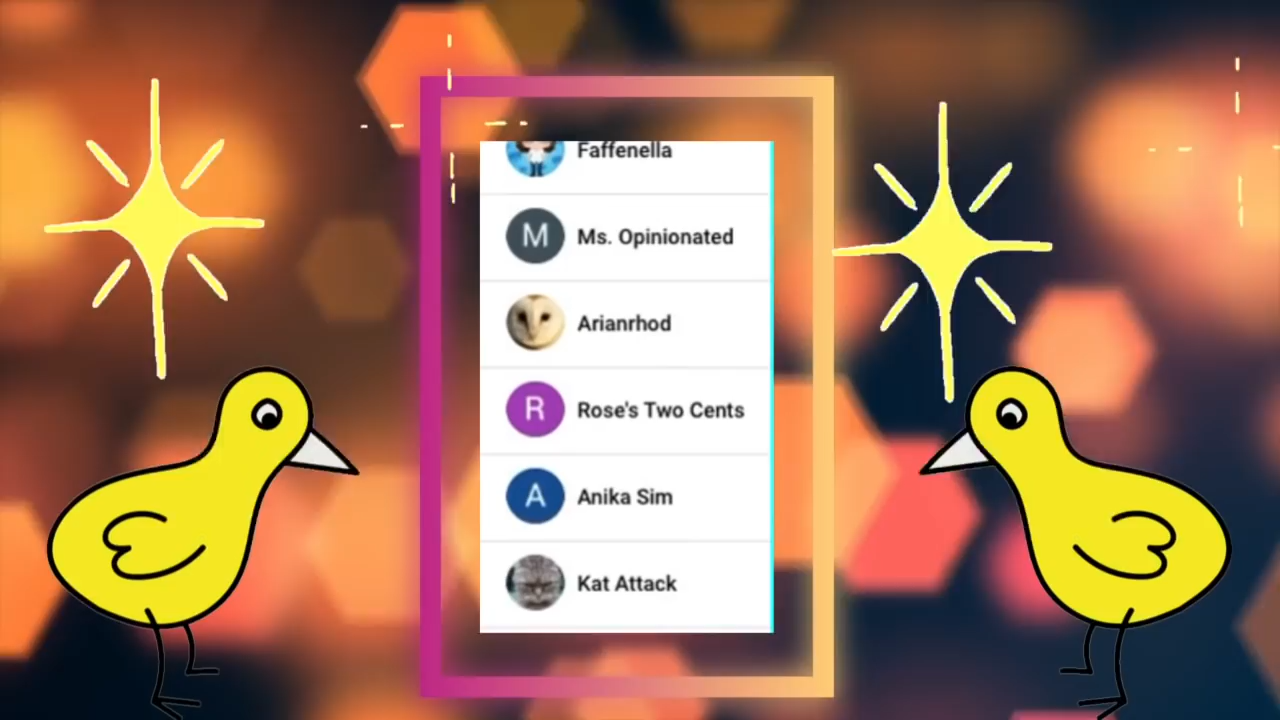 Faffenella
M Ms. Opinionated
Arianrhod
R Rose's Two Cents
A Anika Sim
Kat Attack